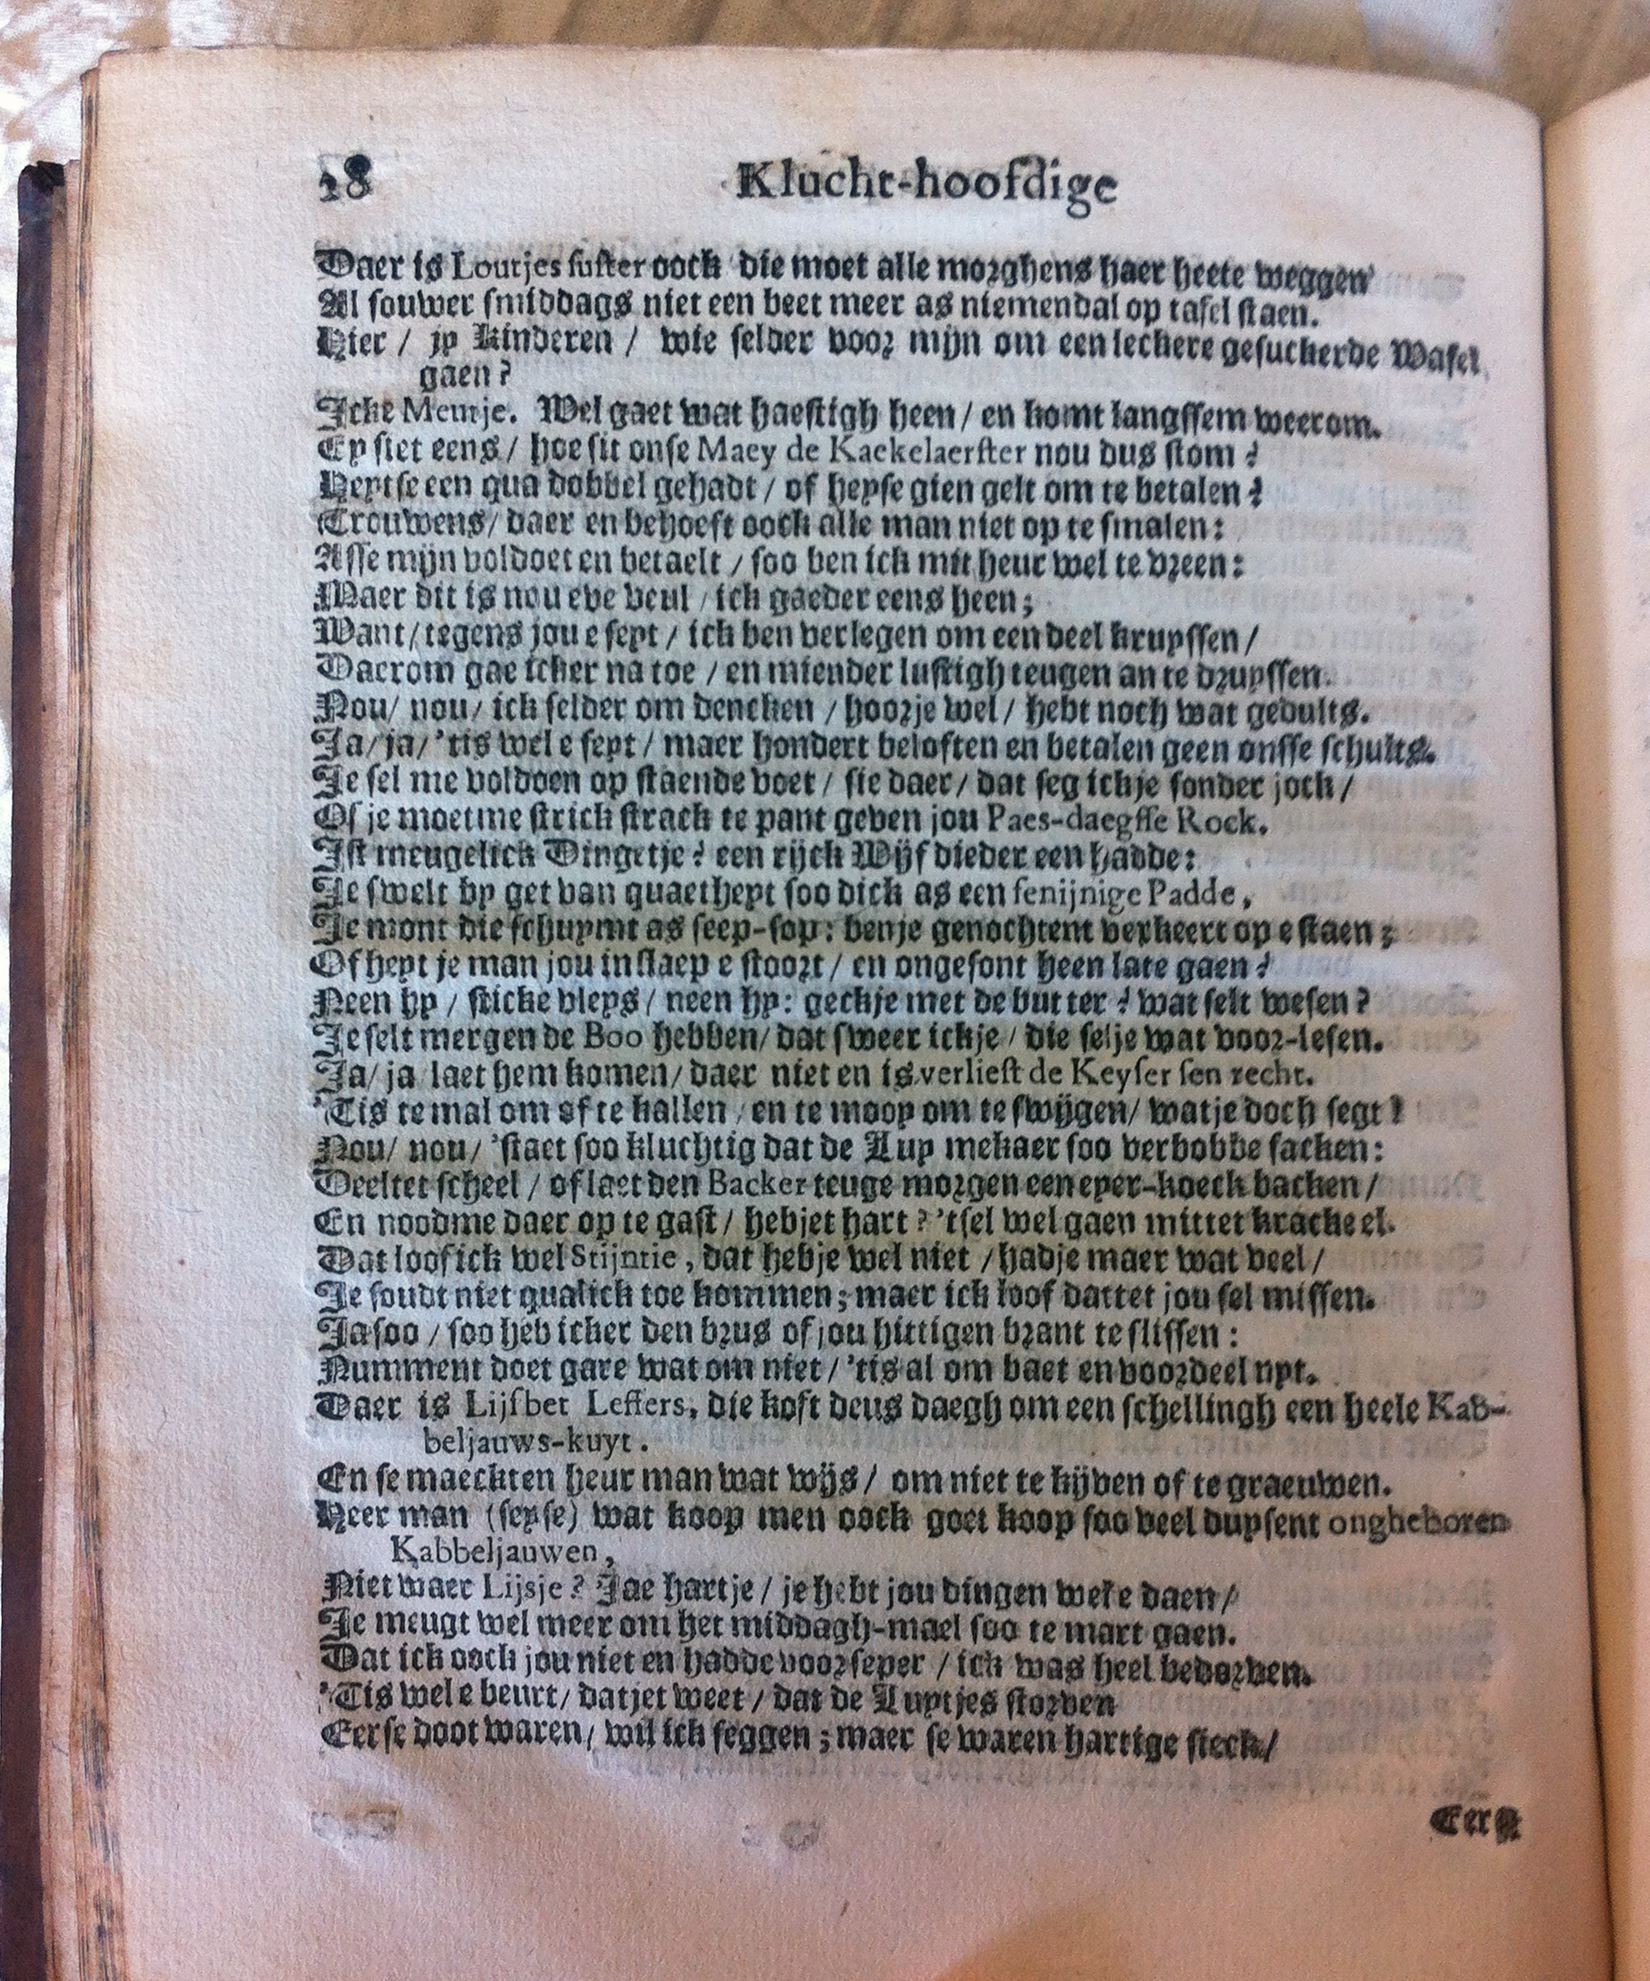 28 Klucht-hoofdige
Daer is Loutjes suster oock die moet alle morghens haer heete weggen
Al souwer smiddags niet een beet meer as niemendal op tafel staen.
Hier / jy kinderen / wie selder voor mijn om een leckere gesuckerde Wafel
gaen?
Icke Meutje. Wel gaet wat haestigh heen / en komt langssem weerom.
Ey siet eens / hoe sit onse Maey de Kaekelaerster nou dus stom?
Heytse een qua dobbel gehadt / of heyse gien gelt om te betalen?
Trouwens / daer en behoeft oock alle man niet op te smalen:
Asse mijn voldoet en betaelt / soo ben ick mit heur wel te vreen:
Maer dit is nou eve veul / ick gaeder eens heen;
Want / tegens jou e seyt / ick ben verlegen om een deel kruyssen /
Daerom gae icker na toe / en miender lustigh teugen an te druyssen.
Nou / nou / ick selder om dencken / hoorje wel / hebt noch wat gedults.
Ja / ja / 'tis wel e seyt / maer hondert beloften en betalen geen onsse schults.
Je sel me voldoen op staende voet / sie daer / dat seg ickje sonder jock /
Of je moetme strick strack te pant geven jou Paes-daegsse Rock.
Ist meugelick Dingetje? een rijck Wijf dieder een hadde:
Je swelt by get van quaetheyt soo dick as een fenijnige Padde,
Je mont die schuymt as seep-sop: benje genochtent verkeert op e staen;
Of heyt je man jou in slaep e stoort / en ongesont heen late gaen?
Neen hy / sticke vleys / neen hy: geckje met de butter? wat selt wesen?
Je selt mergen de Boo hebben / dat sweer ickje / die selje wat voor-lesen.
Ja / ja laet hem komen / daer niet en is verliest de Keyser sen recht.
'Tis te mal om of te kallen / en te mooy om te swijgen / watje doch segt!
Nou / nou / 'staet soo kluchtig dat de Luy mekaer soo verbobbe sacken:
Deeltet scheel / of laet den Backer teuge morgen een eyer-koeck backen /
En noodme daer op te gast / hebjet hart? 'tsel wel gaen mittet krackeel.
Dat loof ick wel Stijntie, dat hebje wel niet / hadje maer wat veel /
Je soudt niet qualick toe kommen; maer ick loof dattet jou sel missen.
Ja soo / soo heb icker den brus of jou hittigen brant te slissen:
Numment doet gare wat om niet / 'tis al om baet en voordeel uyt.
Daer is Lijsbet Leffers, die koft deus daegh om een schellingh een heele Kab-
beljauws-kuyt.
En se maeckten heur man wat wijs / om niet te kijven of te graeuwen.
Heer man (seyse) wat koop men oock goet koop soo veel duysent ongheboren
Kabbeljauwen,
Niet waer Lijsje? Jae hartje / je hebt jou dingen wel e daen /
Je meugt wel meer om het middagh-mael soo te mart gaen.
Dat ick oock jou niet en hadde voorseyer / ick was heel bedorven.
'Tis wel e beurt / datjet weet / dat de Luytjes storven
Eer se doot waren / wil ick seggen; maer se waren hartige sieck /